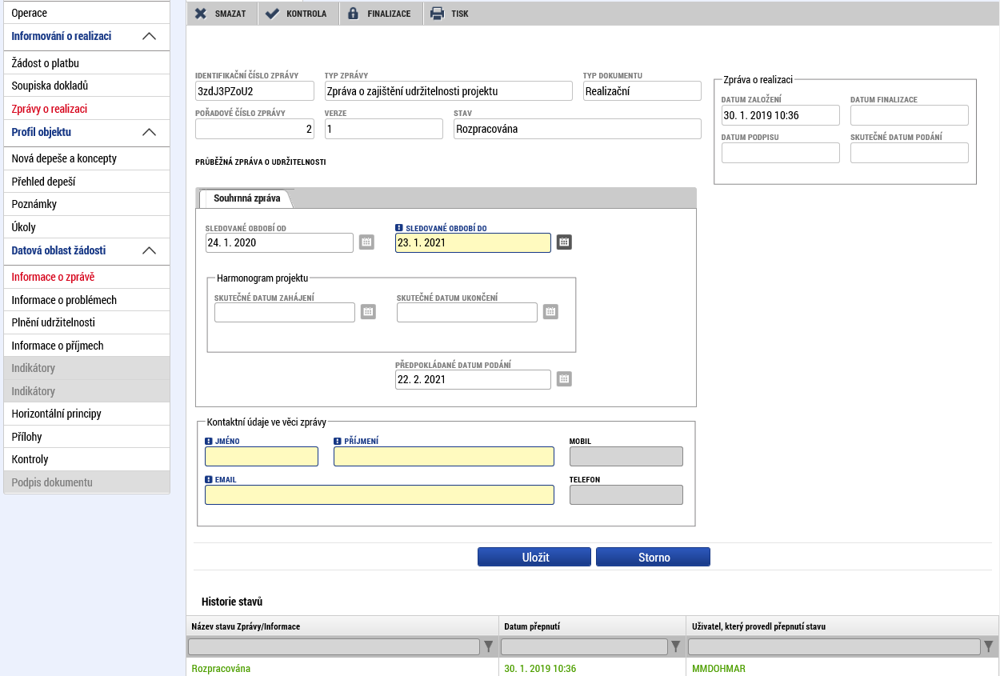 Operace
Informování o realizaci
Žádost o platbu
Soupiska dokladů
Zprávy o realizaci
Profil objektu
Nová depeše a koncepty
Přehled depeší
Poznámky
Úkoly
Datová oblast žádosti
Informace o zprávě
Informace o problémech
Plnění udržitelnosti
Informace o příjmech
Indikátory
Indikátory
Horizontální principy
Přílohy
Kontroly
Podpis dokumentu
SMAZAT KONTROLA FINALIZACE TISK
IDENTIFIKAČNÍ ČÍSLO ZPRÁVY TYP ZPRÁVY TYP DOKUMENTU
3zdJ3PZoU2 Zpráva o zajištění udržitelnosti projektu Realizační
POŘADOVÉ ČÍSLO ZPRÁVY VERZE STAV
2 1 Rozpracována
PRŮBĚŽNÁ ZPRÁVA O UDRŽITELNOSTI
Zpráva o realizaci
DATUM ZALOŽENÍ DATUM FINALIZACE
30. 1. 2019 10:36
DATUM PODPISU SKUTEČNÉ DATUM PODÁNÍ
Souhrnná zpráva
SLEDOVANÉ OBDOBÍ OD SLEDOVANÉ OBDOBÍ DO
24. 1. 2020 23. 1. 2021
Harmonogram projektu
SKUTEČNÉ DATUM ZAHÁJENÍ SKUTEČNÉ DATUM UKONČENÍ
PŘEDPOKLÁDANÉ DATUM PODÁNÍ
22. 2. 2021
Kontaktní údaje ve věci zprávy
JMÉNO PŘÍJMENÍ MOBIL
EMAIL TELEFON
Uložit Storno
Historie stavů
Název stavu Zprávy/Informace Datum přepnutí Uživatel, který provedl přepnutí stavu
Rozpracována 30. 1. 2019 10:36 MMDOHMAR